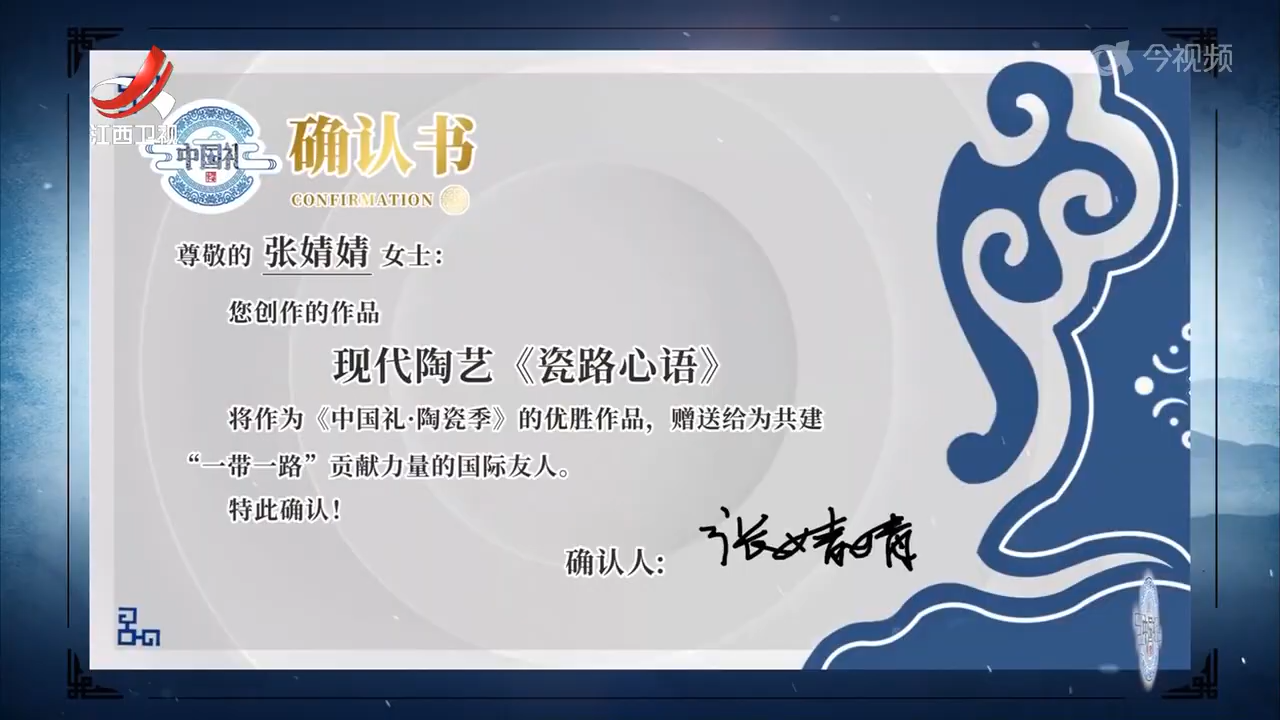 今视频
江西卫视
中国礼
确认书
CONFIRMATION
尊敬的 张婧婧 女士：
您创作的作品
现代陶艺《瓷路心语》
将作为《中国礼·陶瓷季》的优胜作品，赠送给为共建
“一带一路”贡献力量的国际友人。
特此确认！
确认人：张婧婧